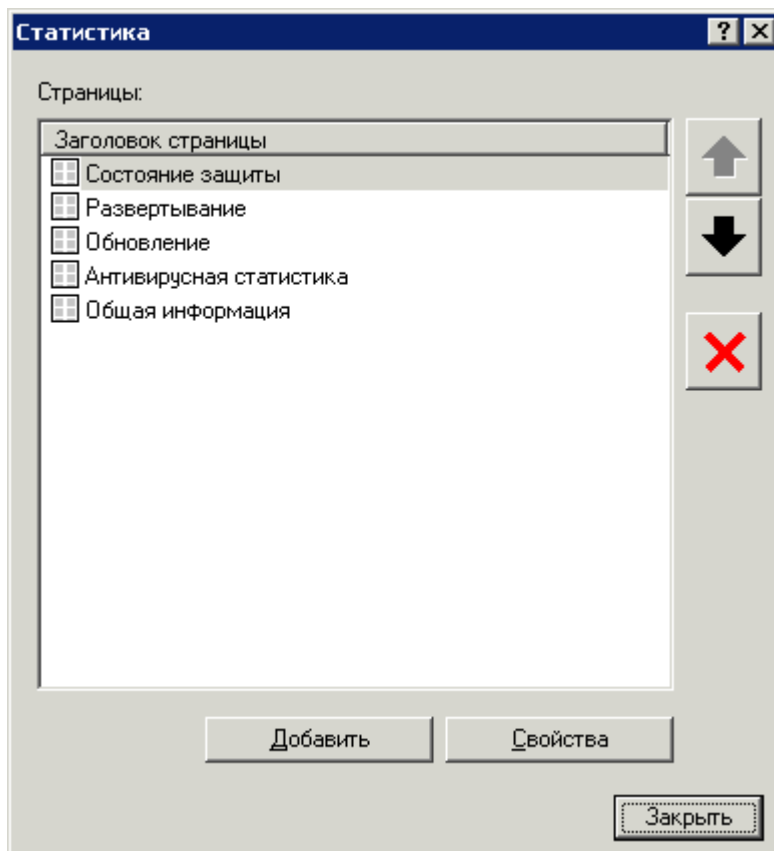 Статистика
Страницы:
Заголовок страницы
Состояние защиты
Развертывание
Обновление
Антивирусная статистика
Общая информация
Добавить
Свойства
Закрыть